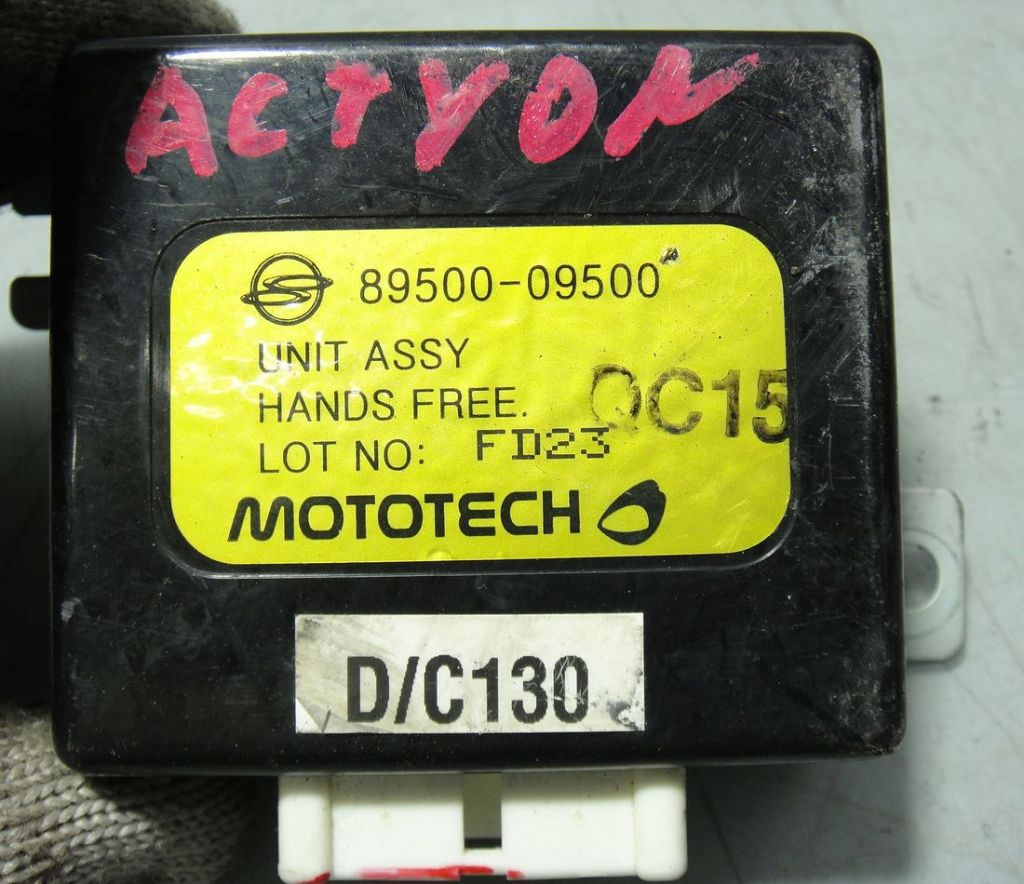 ACTYON
89500-09500
UNIT ASSY
HANDS FREE.
QC15
LOT NO: FD23
MOTOTECH
D/C130